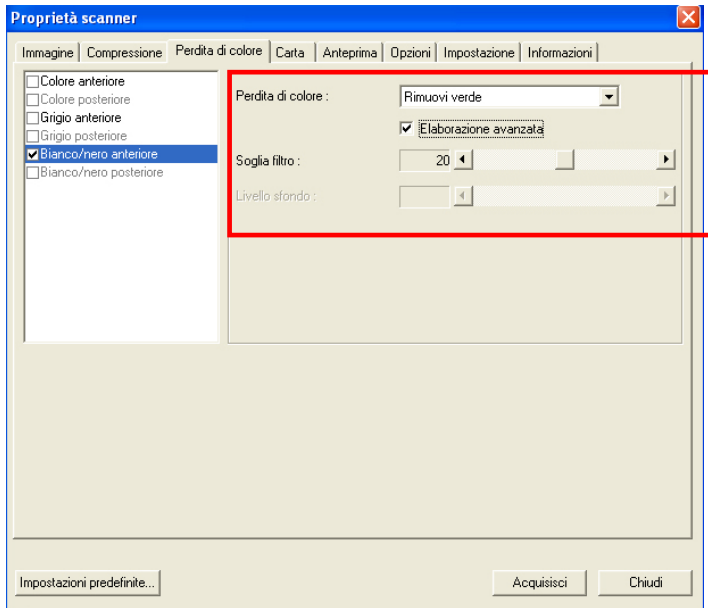 Proprietà scanner
Immagine Compressione Perdita di colore Carta Anteprima Opzioni Impostazione Informazioni
Colore anteriore
Colore posteriore
Grigio anteriore
Grigio posteriore
Bianco/nero anteriore
Bianco/nero posteriore
Perdita di colore :
Rimuovi verde
Elaborazione avanzata
Soglia filtro :
20
Livello sfondo :
Impostazioni predefinite...
Acquisisci
Chiudi